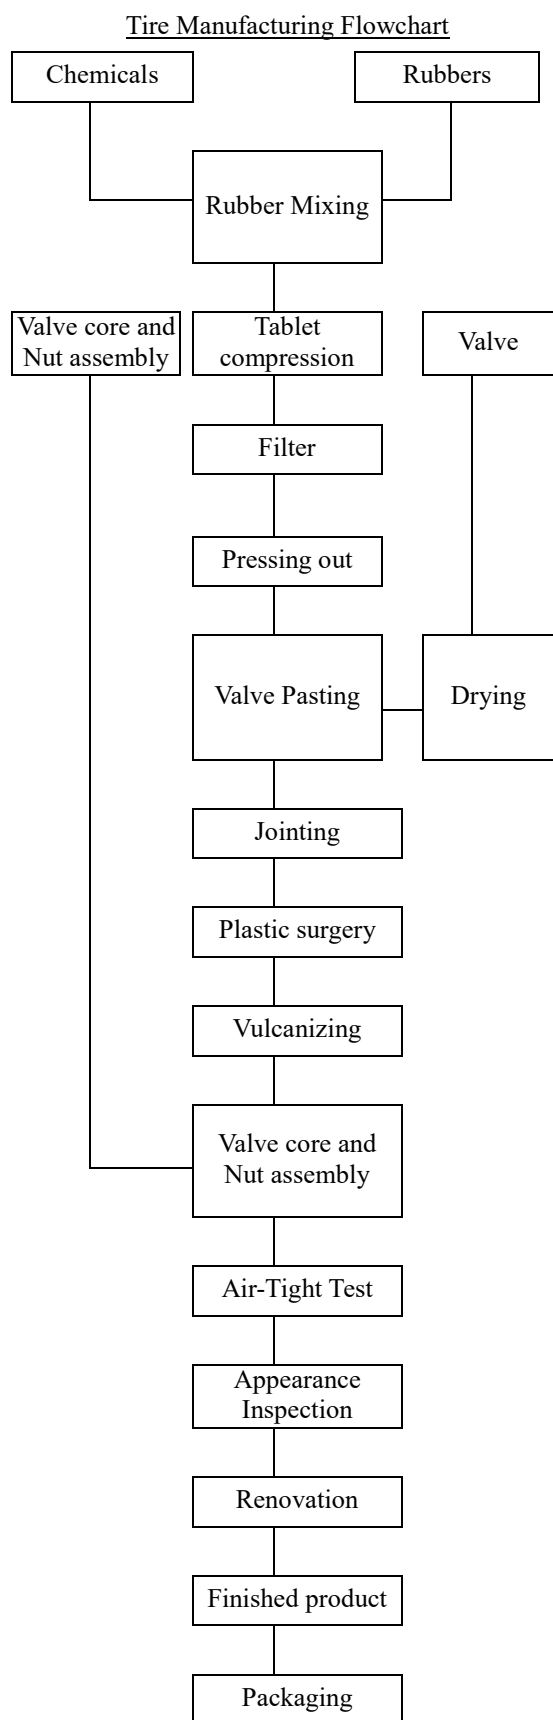 Tire Manufacturing Flowchart
Chemicals
Rubbers
Rubber Mixing
Valve core and
Nut assembly
Tablet
compression
Valve
Filter
Pressing out
Valve Pasting
Drying
Jointing
Plastic surgery
Vulcanizing
Valve core and
Nut assembly
Air-Tight Test
Appearance
Inspection
Renovation
Finished product
Packaging